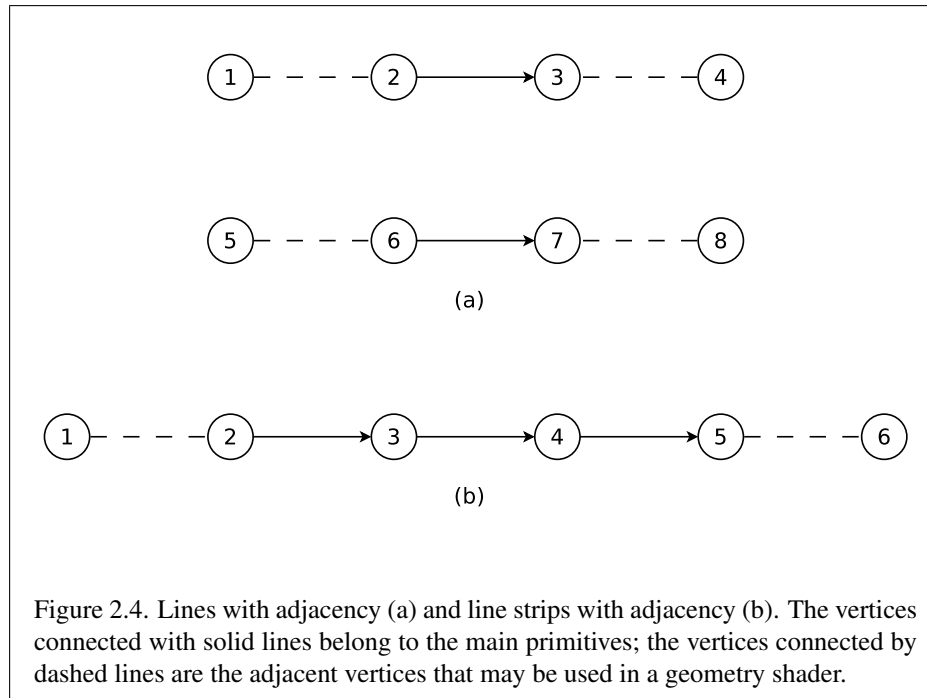 1 2 3 4
5 6 7 8
(a)
1 2 3 4 5 6
(b)
Figure 2.4. Lines with adjacency (a) and line strips with adjacency (b). The vertices
connected with solid lines belong to the main primitives; the vertices connected by
dashed lines are the adjacent vertices that may be used in a geometry shader.